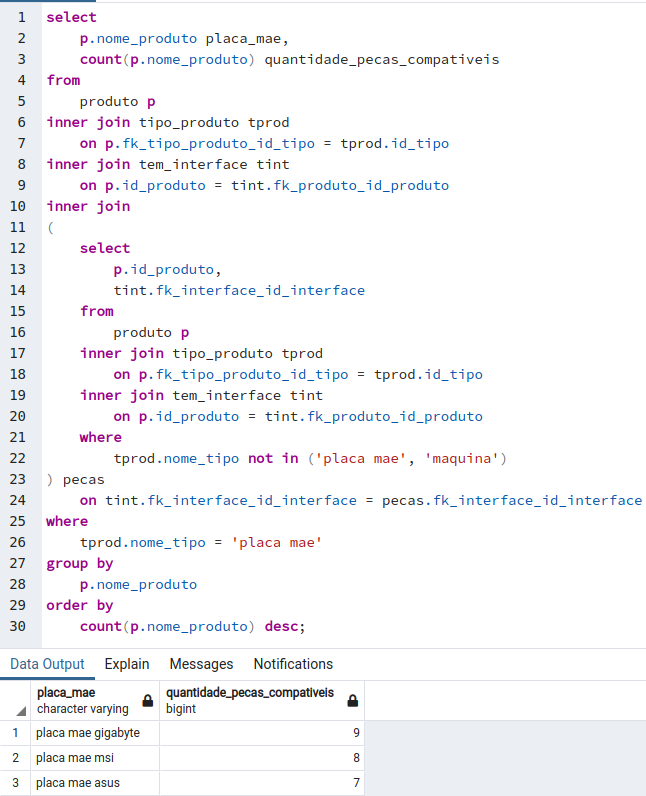 1 select
2 p.nome_produto placa_mae,
3 count(p.nome_produto) quantidade_pecas_compativeis
4 from
5 produto p
6 inner join tipo_produto tprod
7 on p.fk_tipo_produto_id_tipo = tprod.id_tipo
8 inner join tem_interface tint
9 on p.id_produto = tint.fk_produto_id_produto
10 inner join
11 (
12 select
13 p.id_produto,
14 tint.fk_interface_id_interface
15 from
16 produto p
17 inner join tipo_produto tprod
18 on p.fk_tipo_produto_id_tipo = tprod.id_tipo
19 inner join tem_interface tint
20 on p.id_produto = tint.fk_produto_id_produto
21 where
22 tprod.nome_tipo not in ('placa mae', 'maquina')
23 ) pecas
24 on tint.fk_interface_id_interface = pecas.fk_interface_id_interface
25 where
26 tprod.nome_tipo = 'placa mae'
27 group by
28 p.nome_produto
29 order by
30 count(p.nome_produto) desc;
Data Output Explain Messages Notifications
placa_mae quantidade_pecas_compativeis
character varying bigint
1 placa mae gigabyte 9
2 placa mae msi 8
3 placa mae asus 7